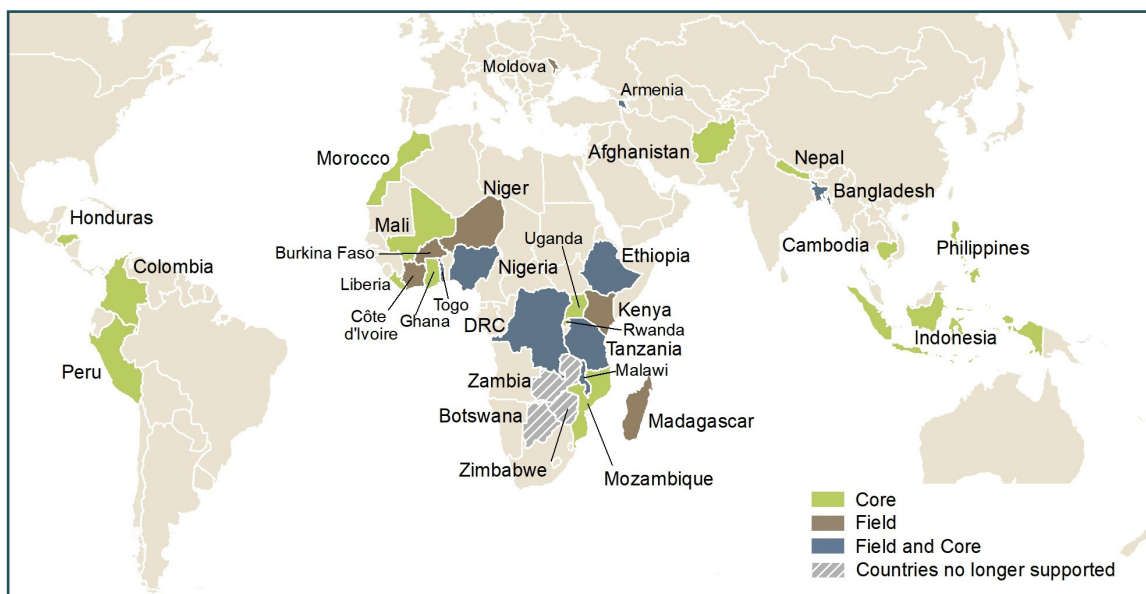 Moldova
Armenia
Morocco
Afghanistan
Nepal
Niger
Bangladesh
Honduras
Mali
Uganda
Burkina Faso
Ethiopia
Cambodia
Philippines
Colombia
Nigeria
Liberia
Togo
Côte
d'Ivoire
Ghana
DRC
Kenya
Rwanda
Indonesia
Tanzania
Peru
Malawi
Zambia
Botswana
Madagascar
Zimbabwe
Mozambique
Core
Field
Field and Core
Countries no longer supported